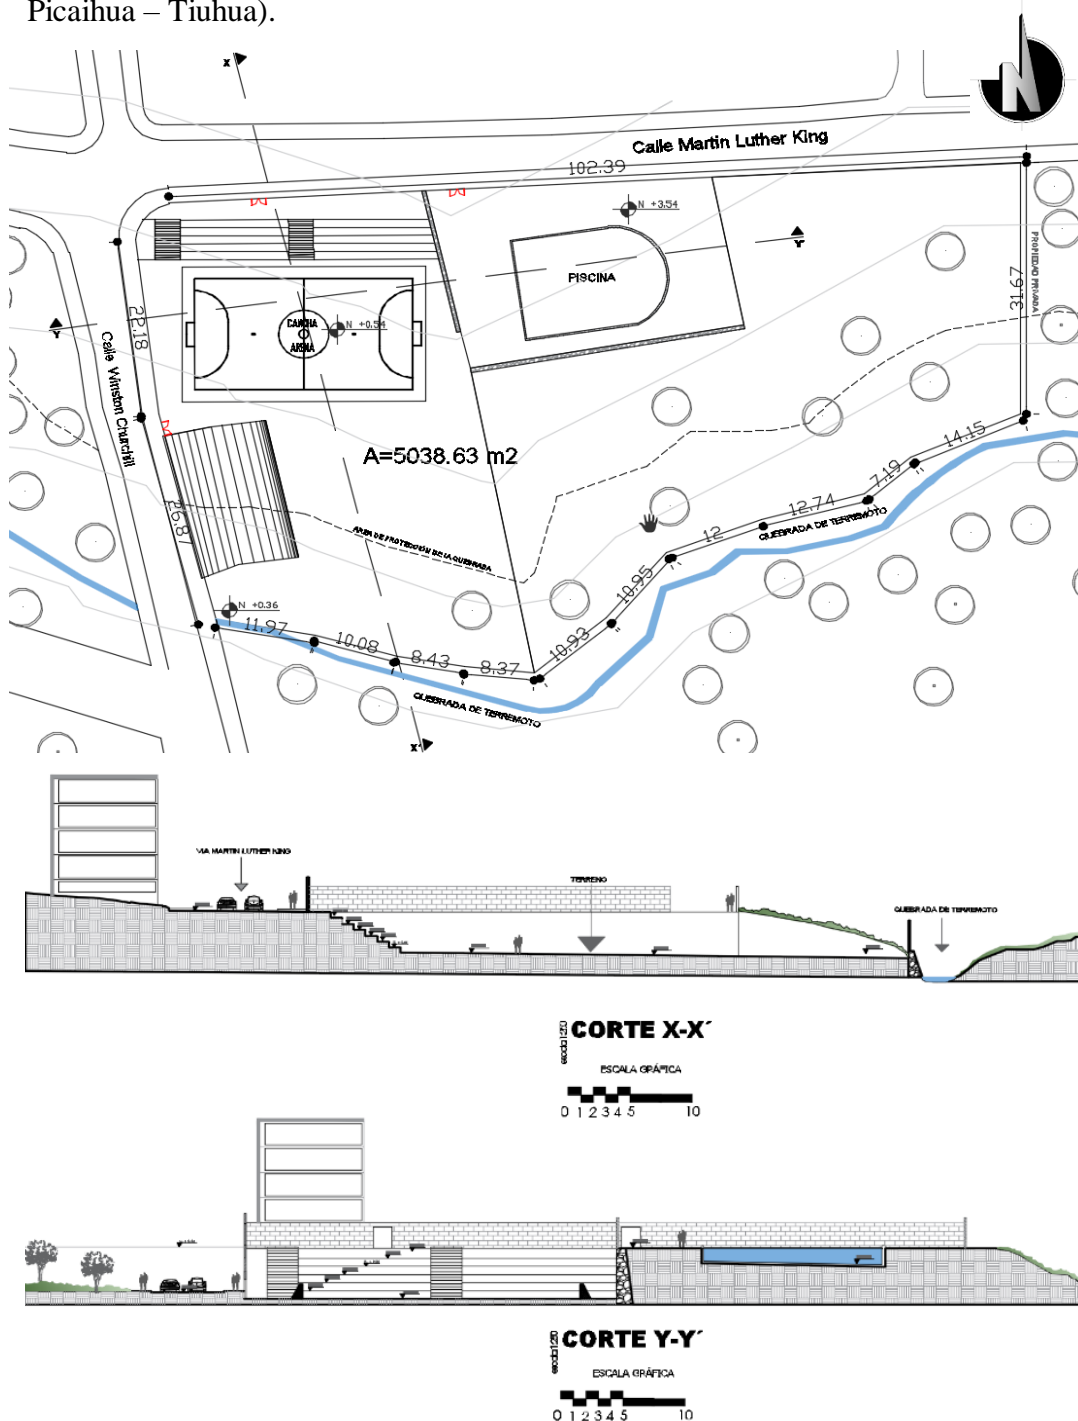 Picaihua – Tiuhua).
N
X
Calle Martin Luther King
102.39
N +3.54
Y'
PISCINA
PROPIEDAD PRIVADA
31.67
Y
22.18
CANCHA
ARENA
N +0.54
Calle Winston Churchill
A=5038.63 m2
14.15
7.19
12.74
12
QUEBRADA DE TERREMOTO
26.87
AREA DE PROTECCIÓN DE LA QUEBRADA
10.95
N +0.36
11.97
10.08
8.43
8.37
10.93
QUEBRADA DE TERREMOTO
X'
VIA MARTIN LUTHER KING
TERRENO
QUEBRADA DE TERREMOTO
CORTE X-X´
ESCALA GRÁFICA
0 1 2 3 4 5 10
CORTE Y-Y´
ESCALA GRÁFICA
0 1 2 3 4 5 10